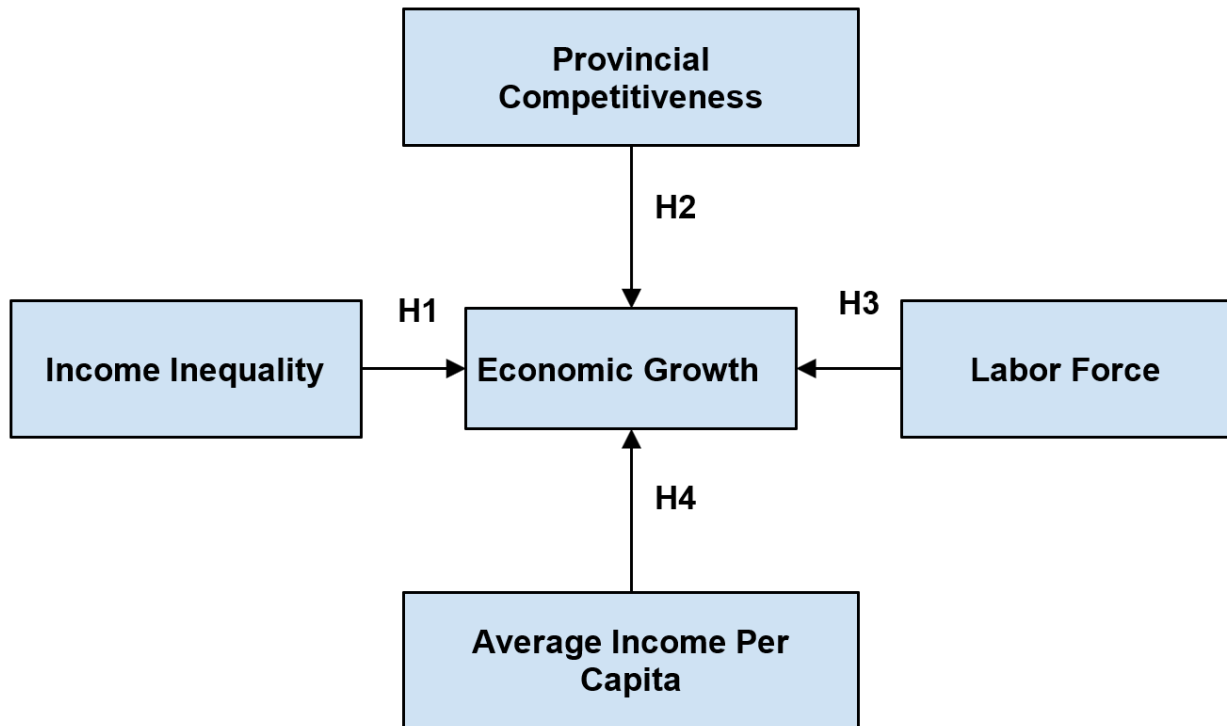 Provincial
Competitiveness
H2
H1
H3
Income Inequality
Economic Growth
Labor Force
H4
Average Income Per
Capita